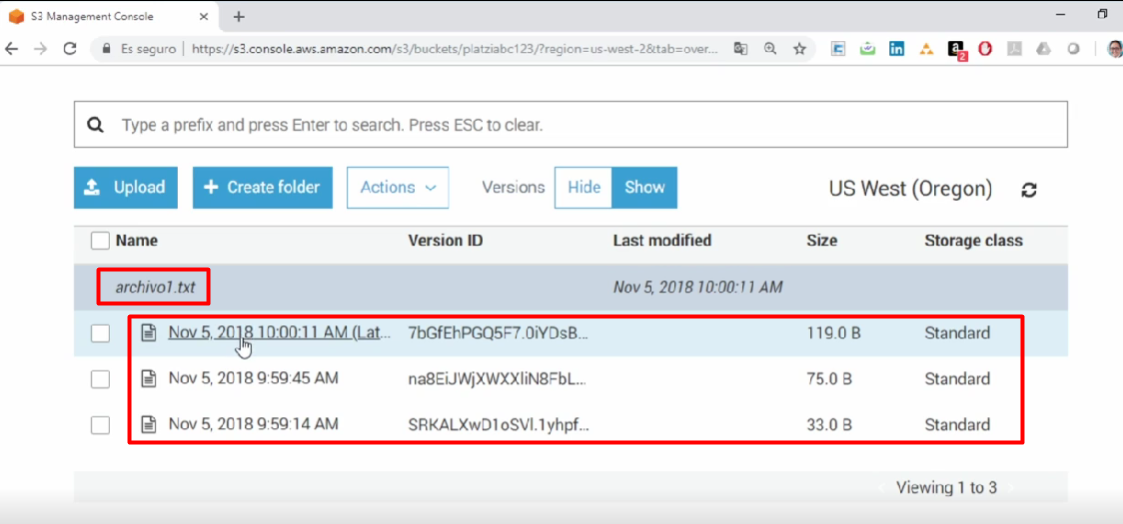 S3 Management Console
Es seguro | https://s3.console.aws.amazon.com/s3/buckets/platziabc123/?region=us-west-2&tab=over...
2
Type a prefix and press Enter to search. Press ESC to clear.
Upload + Create folder Actions Versions Hide Show US West (Oregon)
Name Version ID Last modified Size Storage class
archivo1.txt Nov 5, 2018 10:00:11 AM
Nov 5, 2018 10:00:11 AM (Lat... 7bGfEhPGQ5F7.0iYDsB... 119.0 B Standard
Nov 5, 2018 9:59:45 AM na8EiJWjXWXXliN8FbL... 75.0 B Standard
Nov 5, 2018 9:59:14 AM SRKALXwD1oSVl.1yhpf... 33.0 B Standard
Viewing 1 to 3